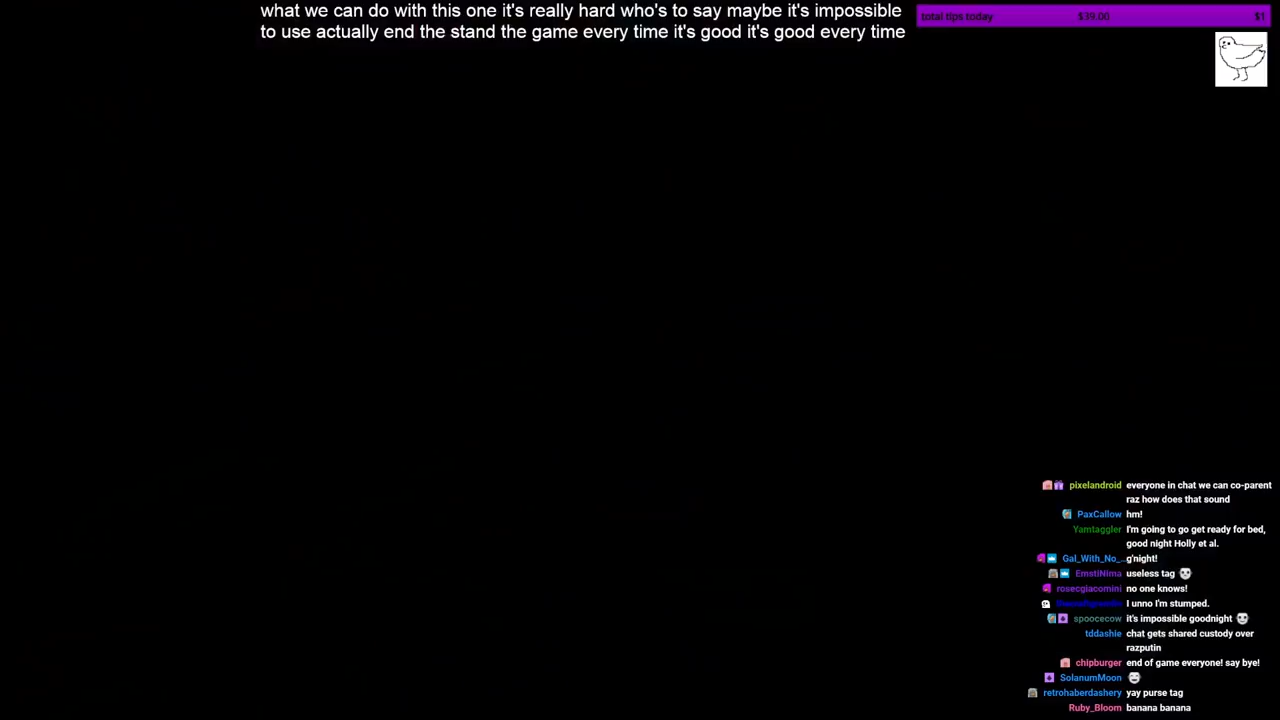 what we can do with this one it's really hard who's to say maybe it's impossible
to use actually end the stand the game every time it's good it's good every time
total tips today $39.00 $1
pixelandroid everyone in chat we can co-parent
raz how does that sound
PaxCallow hm!
Yamtaggler I'm going to go get ready for bed,
good night Holly et al.
Gal_With_No_... g'night!
EmstiNima useless tag
rosecgiacomini no one knows!
I unno I'm stumped.
spoocecow it's impossible goodnight
tddashie chat gets shared custody over
razputin
chipburger end of game everyone! say bye!
SolanumMoon
retrohaberdashery yay purse tag
Ruby_Bloom banana banana